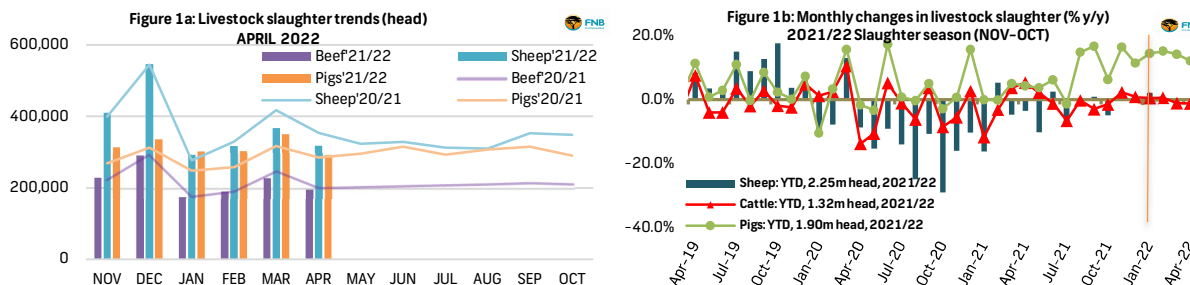 Figure 1a: Livestock slaughter trends (head)
APRIL 2022
FNB
600,000
400,000
200,000
0
Beef'21/22
Sheep'21/22
Pigs'21/22
Beef'20/21
Sheep'20/21
Pigs'20/21
NOV DEC JAN FEB MAR APR MAY JUN JUL AUG SEP OCT
Figure 1b: Monthly changes in livestock slaughter (% y/y)
2021/22 Slaughter season (NOV–OCT)
FNB
20.0%
0.0%
−20.0%
−40.0%
Sheep: YTD, 2.25m head, 2021/22
Cattle: YTD, 1.32m head, 2021/22
Pigs: YTD, 1.90m head, 2021/22
Apr-19 Jul-19 Oct-19 Jan-20 Apr-20 Jul-20 Oct-20 Jan-21 Apr-21 Jul-21 Oct-21 Jan-22 Apr-22